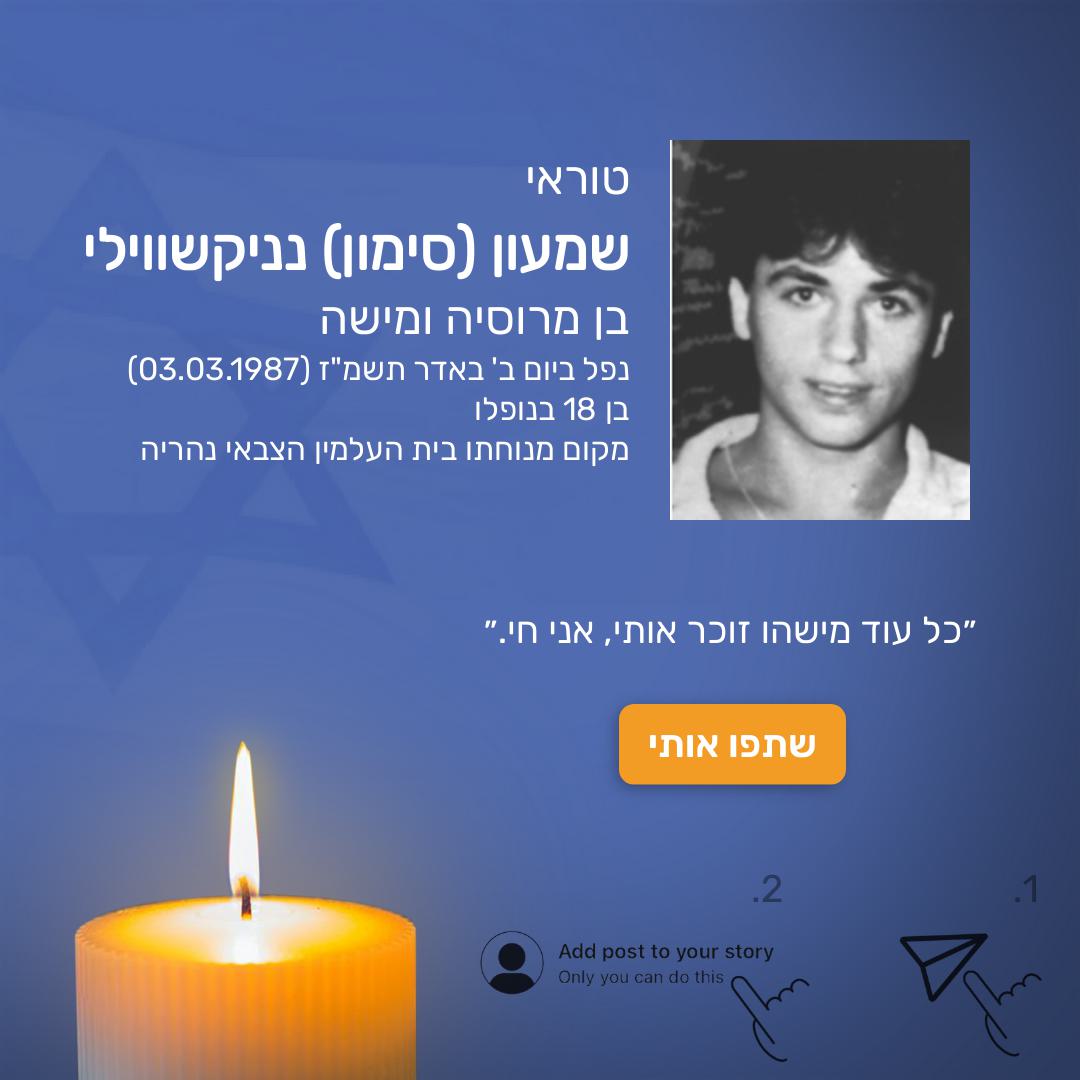 טוראי
שמעון (סימון) נניקשווילי
בן מרוסיה ומישה
נפל ביום ב' באדר תשמ"ז (03.03.1987)
בן 18 בנופלו
מקום מנוחתו בית העלמין הצבאי נהריה
״כל עוד מישהו זוכר אותי, אני חי.״
שתפו אותי
1.
2.
Add post to your story
Only you can do this